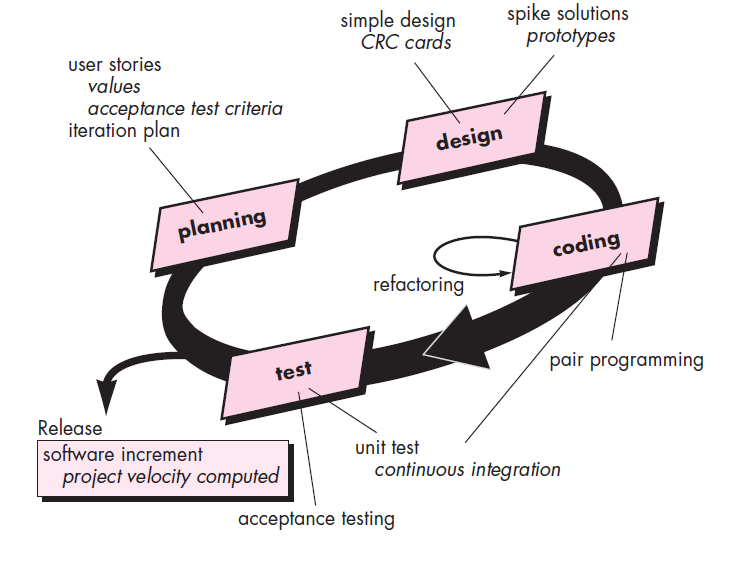 simple design
CRC cards
spike solutions
prototypes
user stories
values
acceptance test criteria
iteration plan
design
planning
coding
refactoring
test
pair programming
Release
software increment
project velocity computed
unit test
continuous integration
acceptance testing